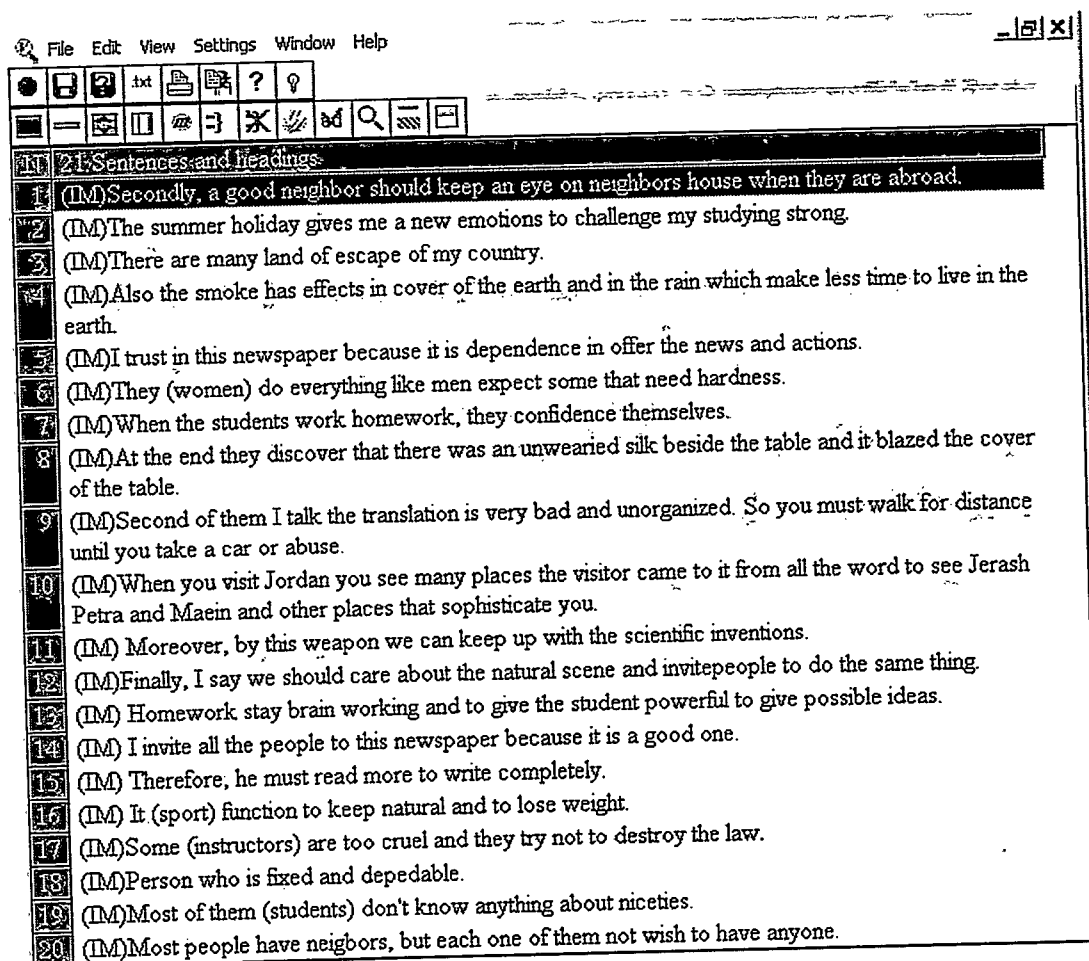 File Edit View Settings Window Help
.txt ?
11 21 Sentences and headings
1 (IM)Secondly, a good neighbor should keep an eye on neighbors house when they are abroad.
2 (IM)The summer holiday gives me a new emotions to challenge my studying strong.
3 (IM)There are many land of escape of my country.
4 (IM)Also the smoke has effects in cover of the earth and in the rain which make less time to live in the
earth.
5 (IM)I trust in this newspaper because it is dependence in offer the news and actions.
6 (IM)They (women) do everything like men expect some that need hardness.
7 (IM)When the students work homework, they confidence themselves.
8 (IM)At the end they discover that there was an unwearied silk beside the table and it blazed the cover
of the table.
9 (IM)Second of them I talk the translation is very bad and unorganized. So you must walk for distance
until you take a car or abuse.
10 (IM)When you visit Jordan you see many places the visitor came to it from all the word to see Jerash
Petra and Maein and other places that sophisticate you.
11 (IM) Moreover, by this weapon we can keep up with the scientific inventions.
12 (IM)Finally, I say we should care about the natural scene and invitepeople to do the same thing.
13 (IM) Homework stay brain working and to give the student powerful to give possible ideas.
14 (IM) I invite all the people to this newspaper because it is a good one.
15 (IM) Therefore, he must read more to write completely.
16 (IM) It (sport) function to keep natural and to lose weight.
17 (IM)Some (instructors) are too cruel and they try not to destroy the law.
18 (IM)Person who is fixed and depedable.
19 (IM)Most of them (students) don't know anything about niceties.
20 (IM)Most people have neigbors, but each one of them not wish to have anyone.